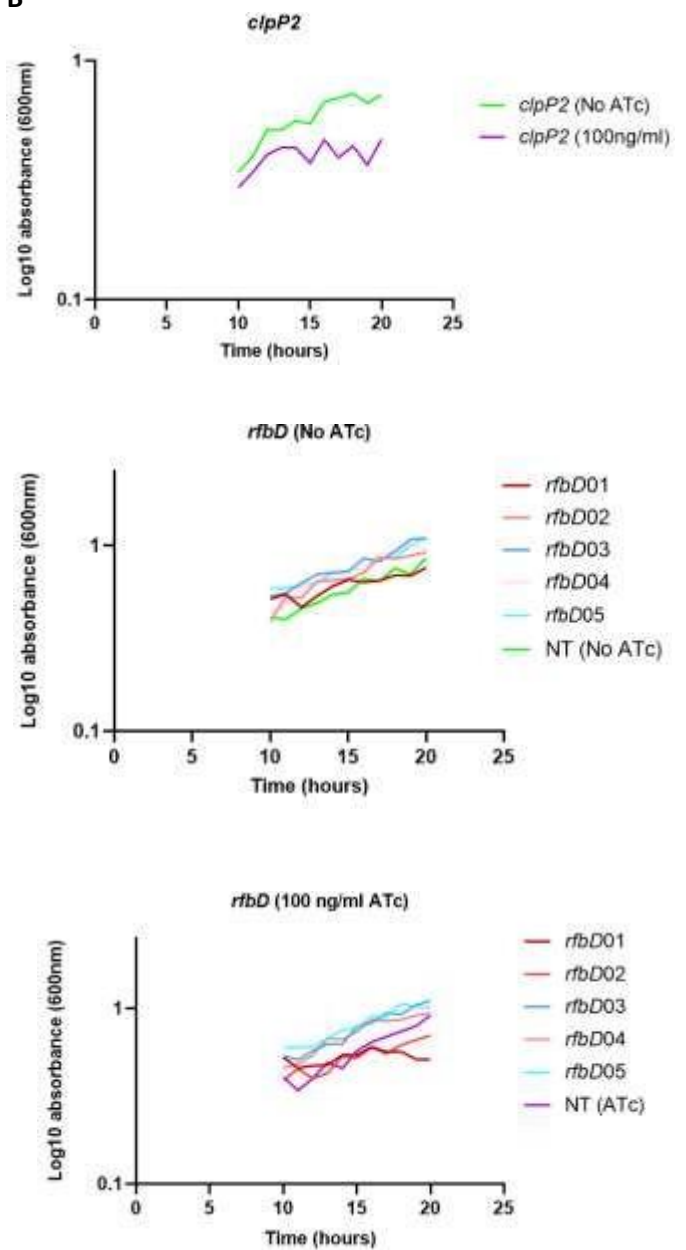 B
clpP2
Log10 absorbance (600nm)
1
0.1
0 5 10 15 20 25
Time (hours)
clpP2 (No ATc)
clpP2 (100ng/ml)
rfbD (No ATc)
Log10 absorbance (600nm)
1
0.1
0 5 10 15 20 25
Time (hours)
rfbD01
rfbD02
rfbD03
rfbD04
rfbD05
NT (No ATc)
rfbD (100 ng/ml ATc)
Log10 absorbance (600nm)
1
0.1
0 5 10 15 20 25
Time (hours)
rfbD01
rfbD02
rfbD03
rfbD04
rfbD05
NT (ATc)